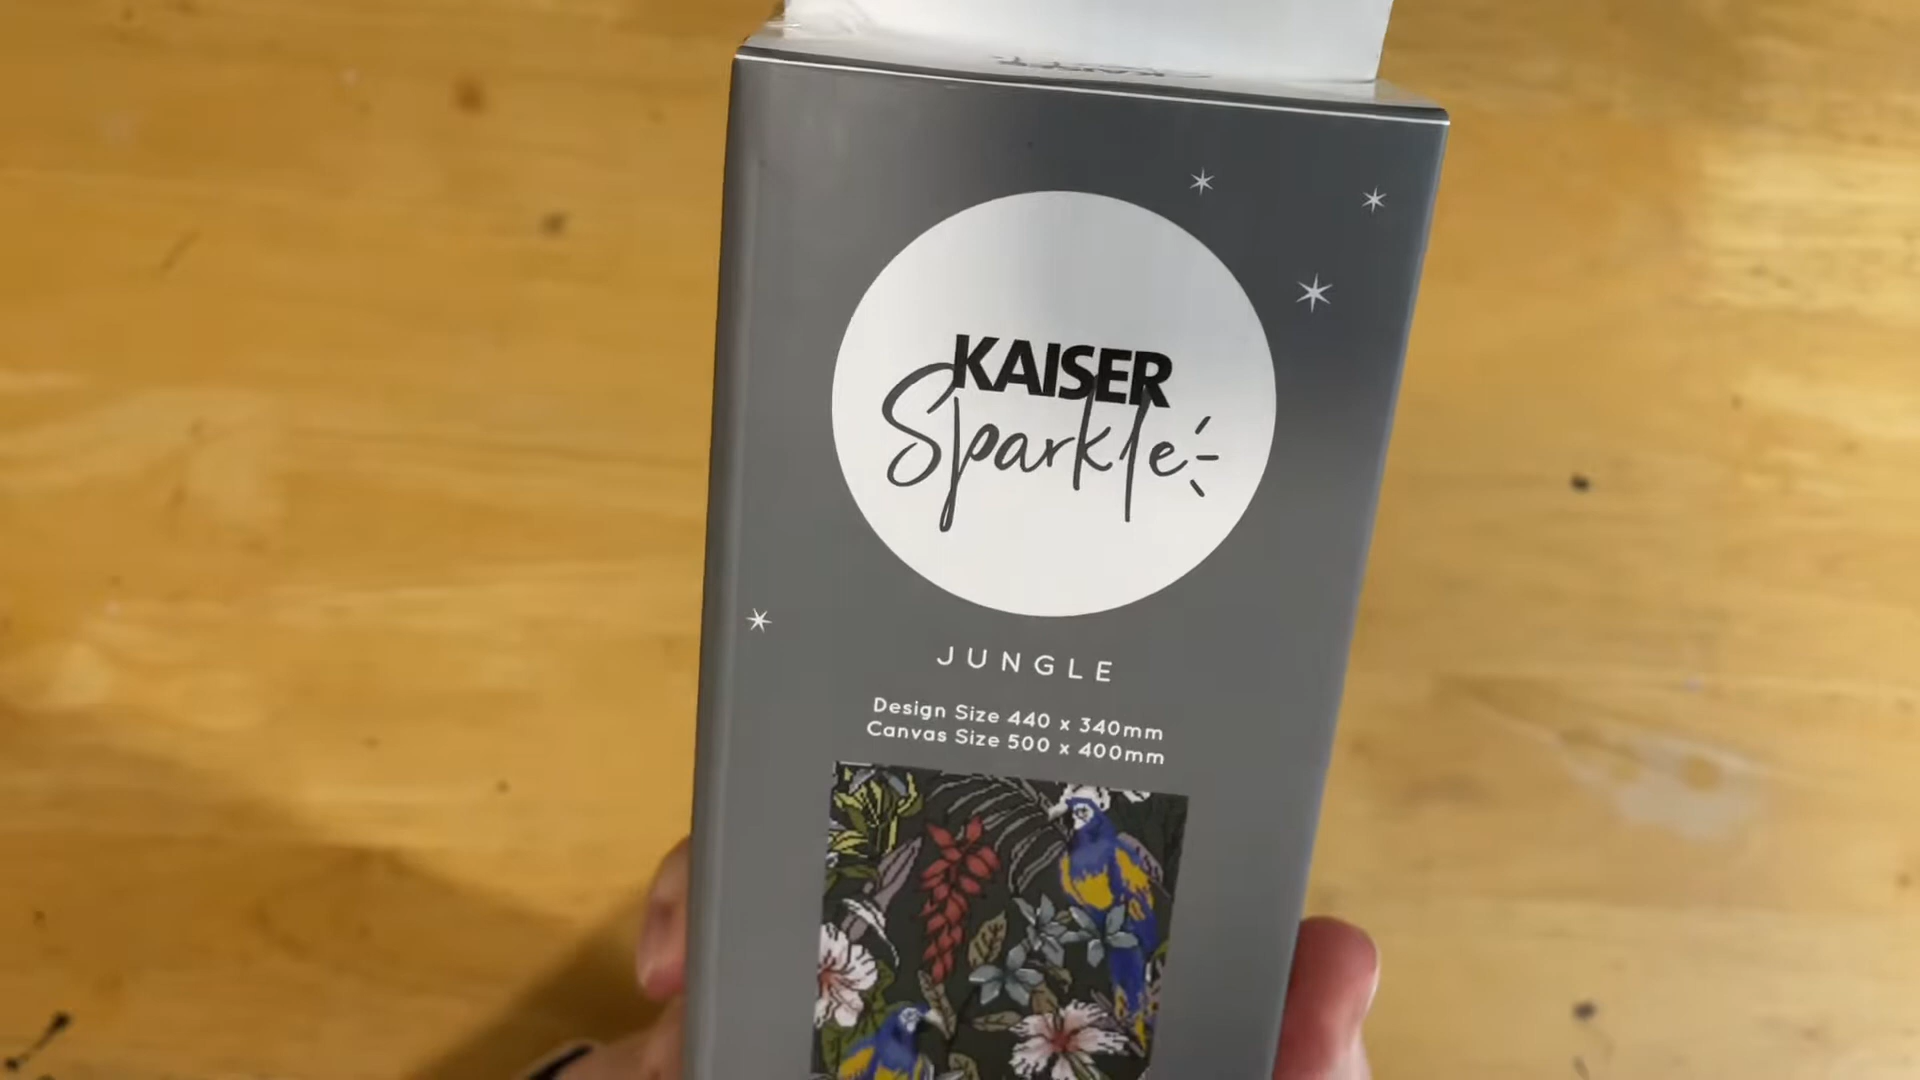 KAISER
Sparkle
JUNGLE
Design Size 440 x 340mm
Canvas Size 500 x 400mm